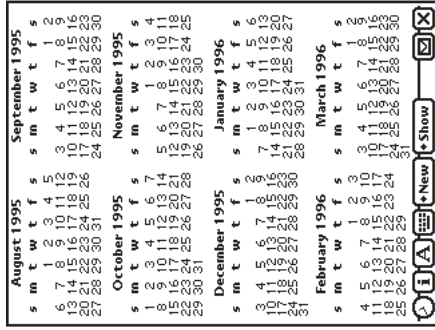 August 1995 September 1995
s m t w t f s s m t w t f s
1 2 3 4 5 1 2
6 7 8 9 10 11 12 3 4 5 6 7 8 9
13 14 15 16 17 18 19 10 11 12 13 14 15 16
20 21 22 23 24 25 26 17 18 19 20 21 22 23
27 28 29 30 31 24 25 26 27 28 29 30
October 1995 November 1995
s m t w t f s s m t w t f s
1 2 3 4 5 6 7 1 2 3 4
8 9 10 11 12 13 14 5 6 7 8 9 10 11
15 16 17 18 19 20 21 12 13 14 15 16 17 18
22 23 24 25 26 27 28 19 20 21 22 23 24 25
29 30 31 26 27 28 29 30
December 1995 January 1996
s m t w t f s s m t w t f s
1 2 1 2 3 4 5 6
3 4 5 6 7 8 9 7 8 9 10 11 12 13
10 11 12 13 14 15 16 14 15 16 17 18 19 20
17 18 19 20 21 22 23 21 22 23 24 25 26 27
24 25 26 27 28 29 30 28 29 30 31
31
February 1996 March 1996
s m t w t f s s m t w t f s
1 2 3 1 2
4 5 6 7 8 9 10 3 4 5 6 7 8 9
11 12 13 14 15 16 17 10 11 12 13 14 15 16
18 19 20 21 22 23 24 17 18 19 20 21 22 23
25 26 27 28 29 24 25 26 27 28 29 30
31
i A New Show